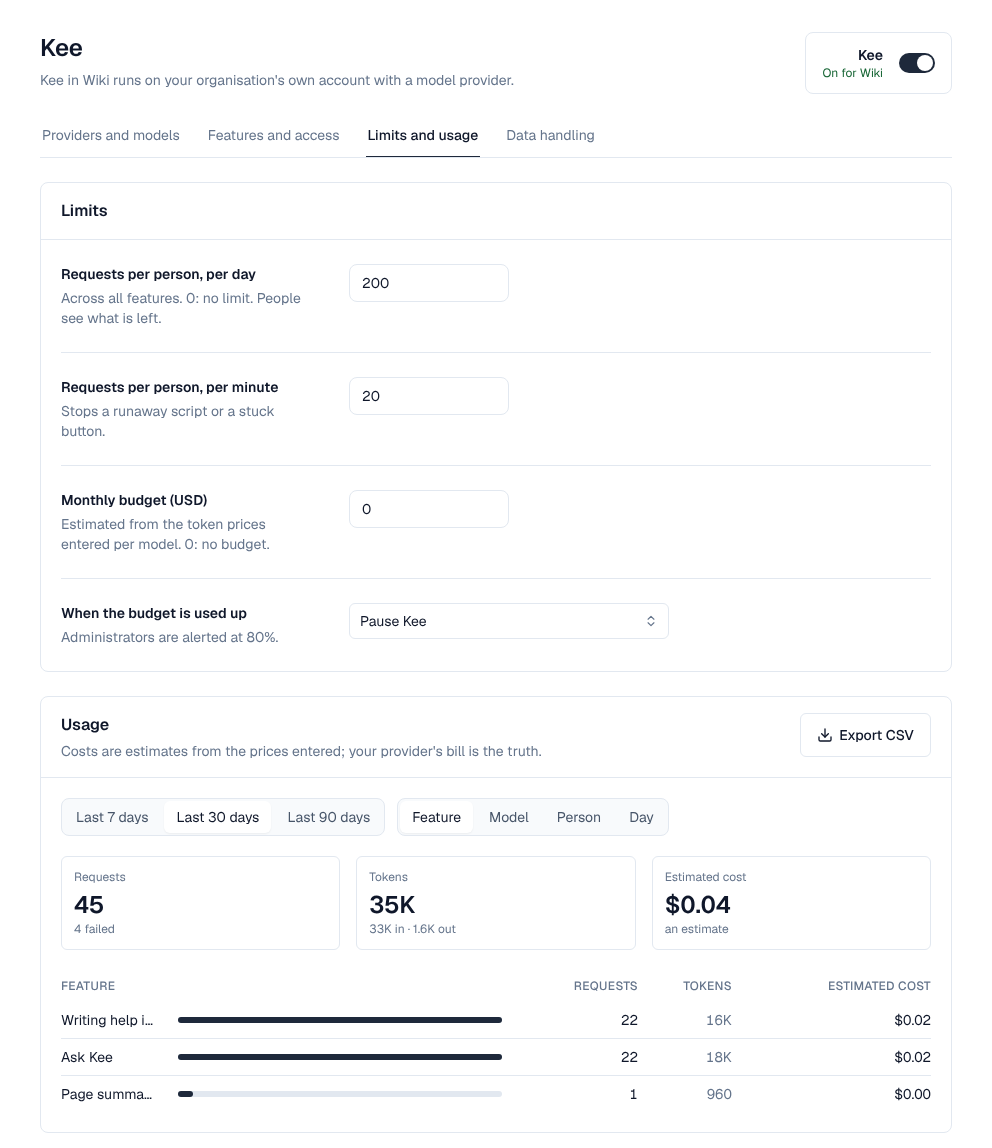 Kee
Kee in Wiki runs on your organisation's own account with a model provider.
Kee
On for Wiki
Providers and models
Features and access
Limits and usage
Data handling
Limits
Requests per person, per day
Across all features. 0: no limit. People
see what is left.
200
Requests per person, per minute
Stops a runaway script or a stuck
button.
20
Monthly budget (USD)
Estimated from the token prices
entered per model. 0: no budget.
0
When the budget is used up
Administrators are alerted at 80%.
Pause Kee
Usage
Costs are estimates from the prices entered; your provider's bill is the truth.
Export CSV
Last 7 days
Last 30 days
Last 90 days
Feature
Model
Person
Day
Requests
45
4 failed
Tokens
35K
33K in · 1.6K out
Estimated cost
$0.04
an estimate
FEATURE REQUESTS TOKENS ESTIMATED COST
Writing help i... 22 16K $0.02
Ask Kee 22 18K $0.02
Page summa... 1 960 $0.00